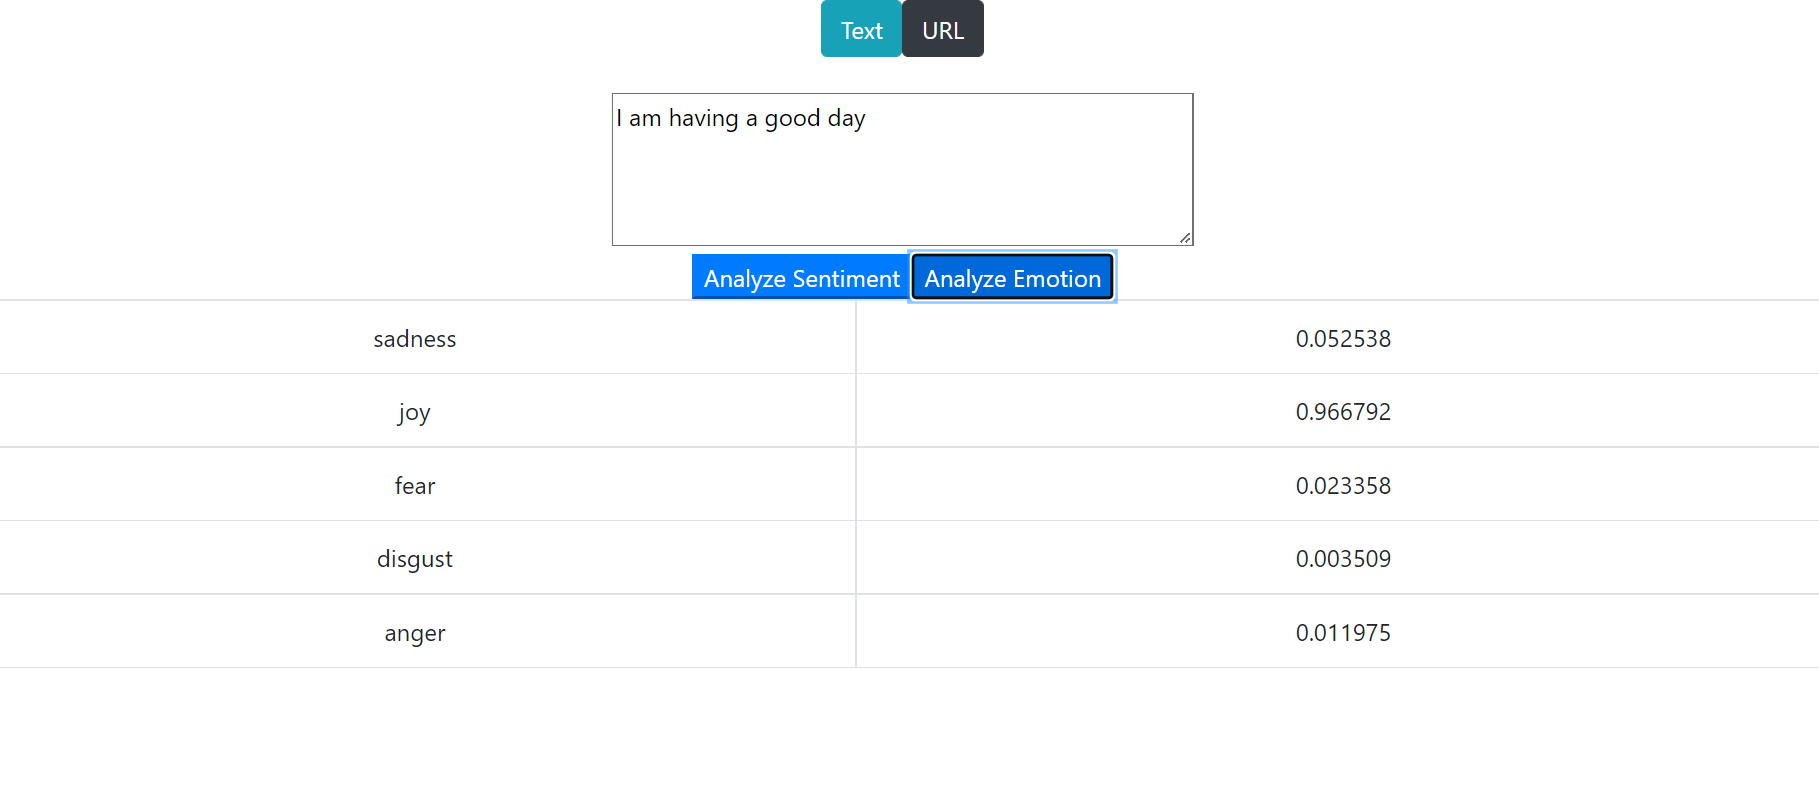 Text URL
I am having a good day
Analyze Sentiment Analyze Emotion
sadness 0.052538
joy 0.966792
fear 0.023358
disgust 0.003509
anger 0.011975